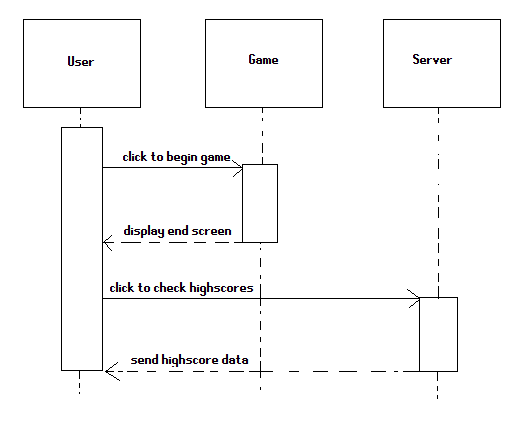 User
Game
Server
click to begin game
display end screen
click to check highscores
send highscore data